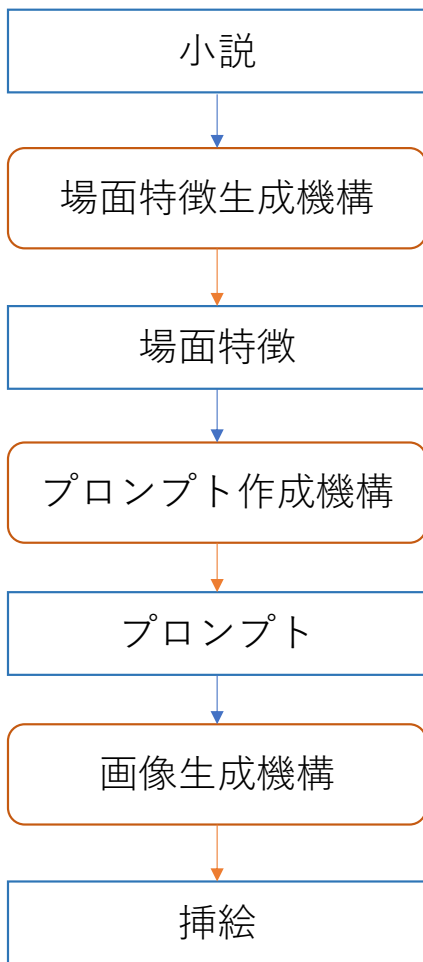 小説
場面特徴生成機構
場面特徴
プロンプト作成機構
プロンプト
画像生成機構
挿絵